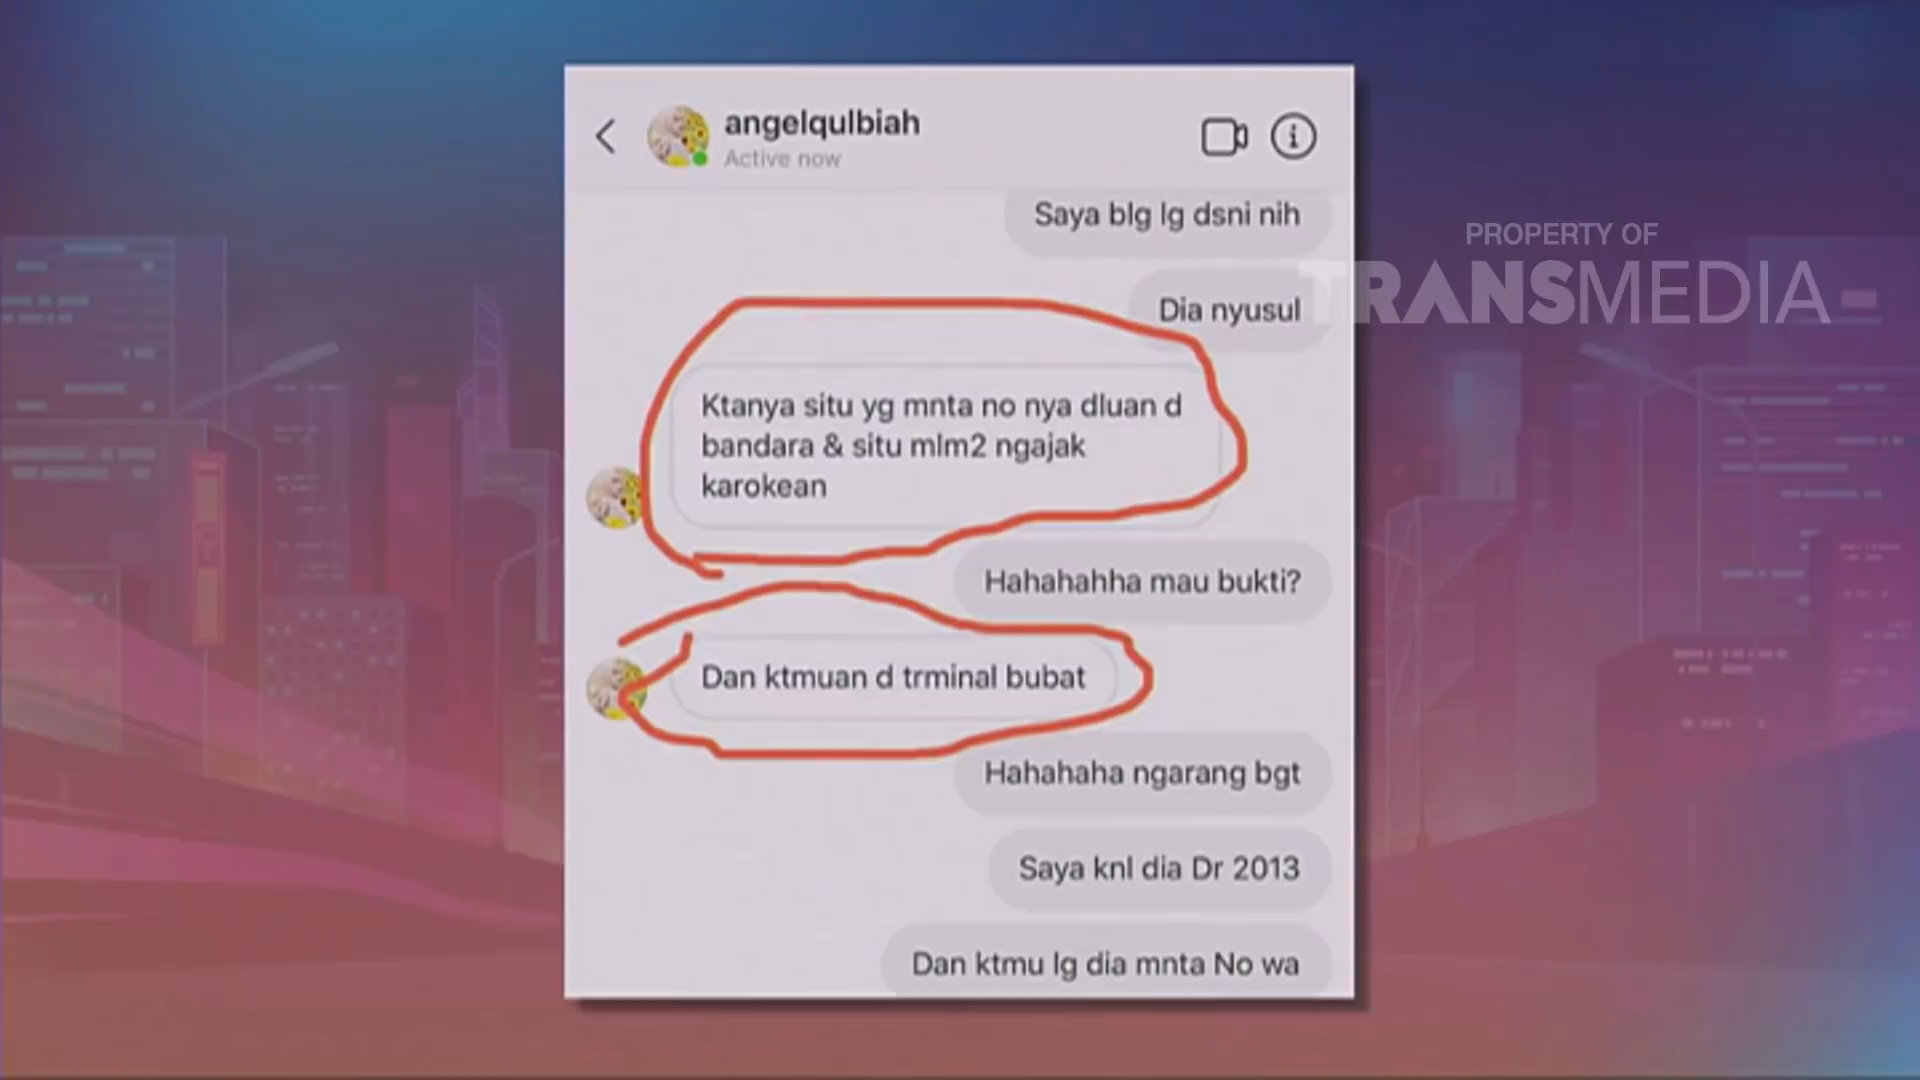 angelqulbiah
Active now
Saya blg lg dsni nih
PROPERTY OF
TRANSMEDIA
Dia nyusul
Ktanya situ yg mnta no nya dluan d
bandara & situ mlm2 ngajak
karokean
Hahahahha mau bukti?
Dan ktmuan d trminal bubat
Hahahaha ngarang bgt
Saya knl dia Dr 2013
Dan ktmu lg dia mnta No wa